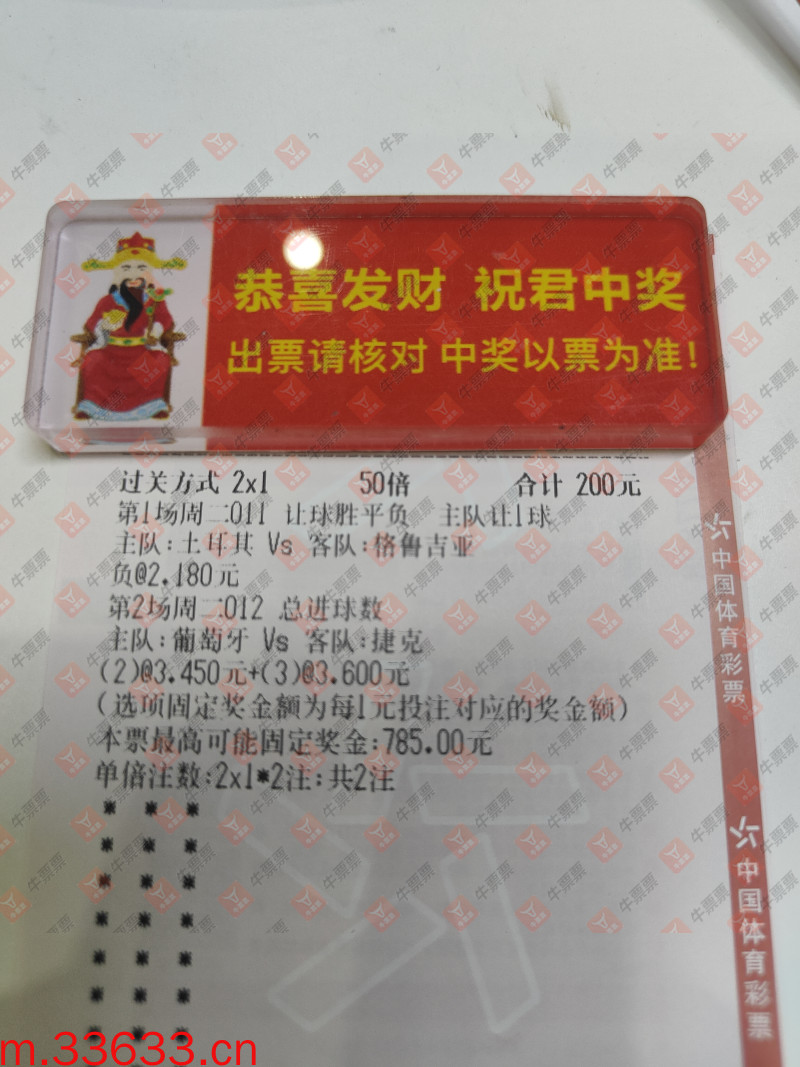 恭喜发财 祝君中奖
出票请核对 中奖以票为准!
过关方式 2x1 50倍 合计 200元
第1场周二011 让球胜平负 主队让1球
主队:土耳其 Vs 客队:格鲁吉亚
负@2.180元
第2场周二012 总进球数
主队:葡萄牙 Vs 客队:捷克
(2)@3.450元+(3)@3.600元
(选项固定奖金额为每1元投注对应的奖金额)
本票最高可能固定奖金:785.00元
单倍注数:2x1*2注:共2注
中国体育彩票
中国体育彩票
牛票票
m.33633.cn